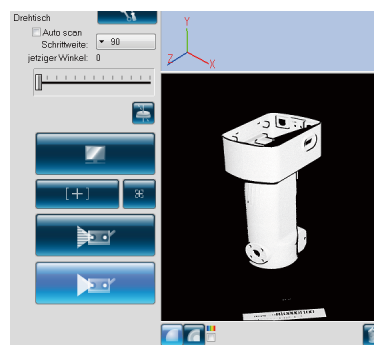 Drehtisch
Auto scan
Schrittweite: 90
jetziger Winkel: 0
Y
Z
X
[+]